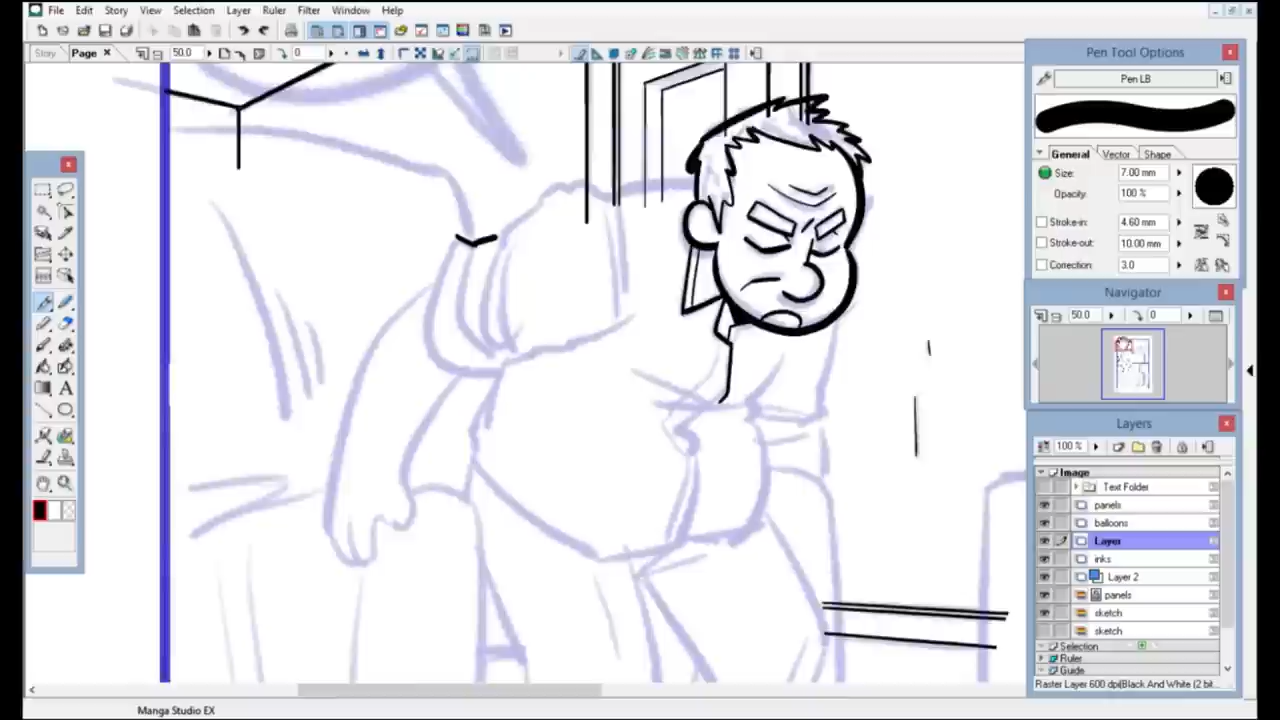 File Edit Story Selection Layer Ruler Filter Window Help
Story Page 50.0 0
Pen Tool Options
Pen LB
General Vector Shape
Size: 7.00 mm
Opacity: 100 %
Stroke-in: 4.60 mm
Stroke-out: 10.00 mm
Correction: 3.0
Navigator
50.0 0
Layers
100 %
Image
Text Folder
panels
balloons
Layer
inks
Layer 2
panels
sketch
sketch
Selection
Ruler
Guide
Raster Layer 600 dpi(Black And White (2 bit...
Manga Studio EX